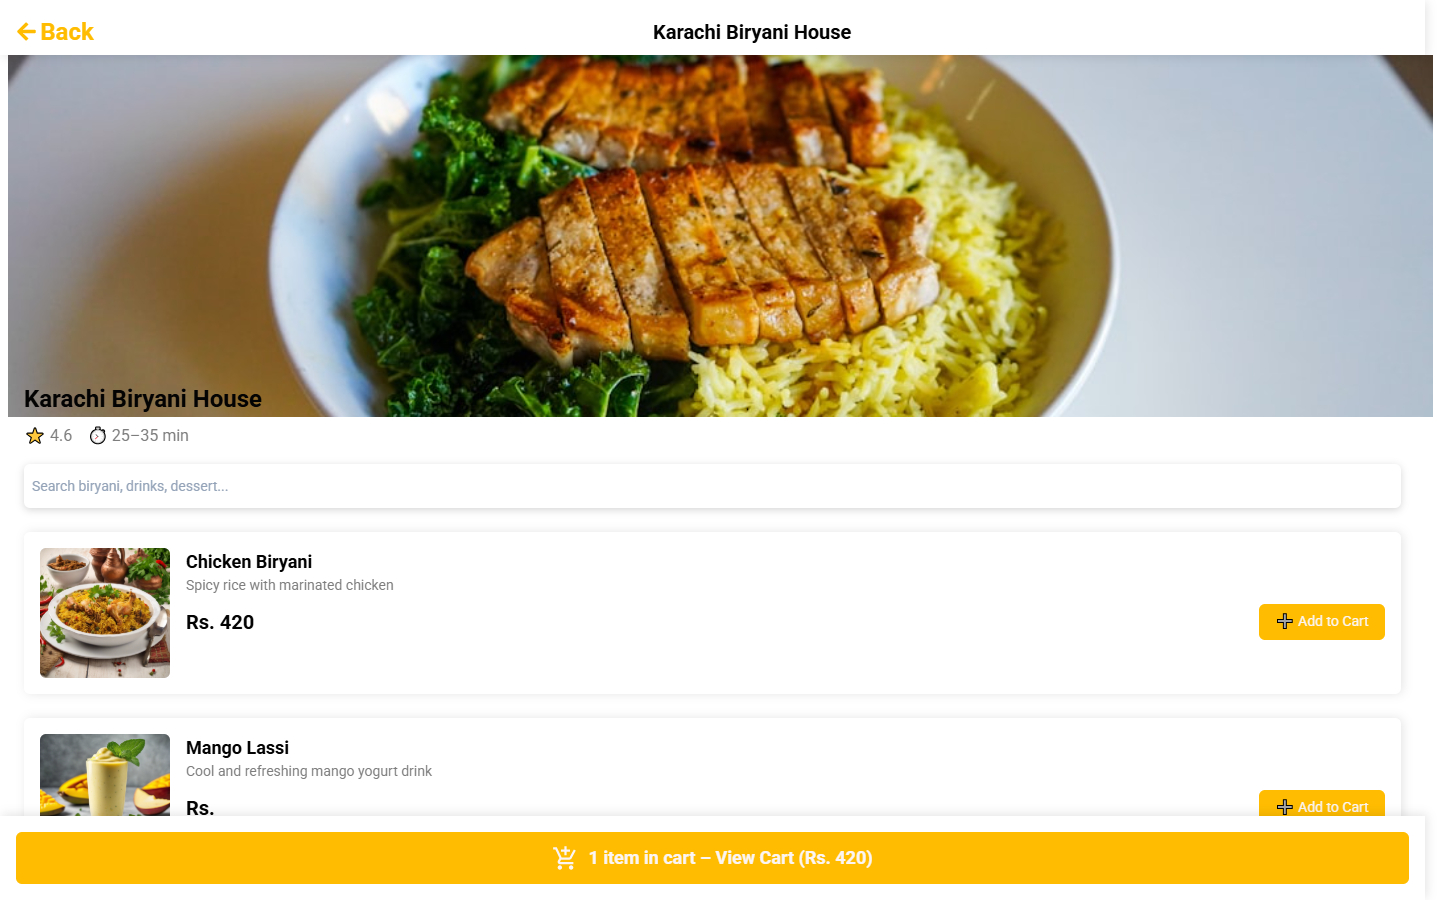 Back
Karachi Biryani House
Karachi Biryani House
4.6 25–35 min
Search biryani, drinks, dessert...
Chicken Biryani
Spicy rice with marinated chicken
Rs. 420
Add to Cart
Mango Lassi
Cool and refreshing mango yogurt drink
Rs.
Add to Cart
1 item in cart – View Cart (Rs. 420)